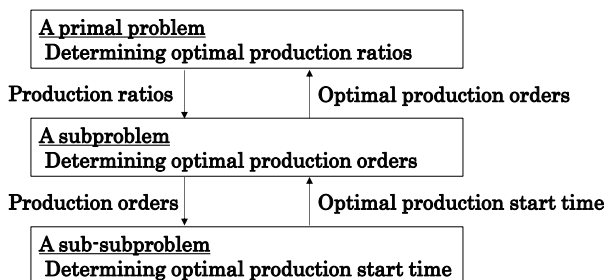 A primal problem
Determining optimal production ratios
Production ratios
Optimal production orders
A subproblem
Determining optimal production orders
Production orders
Optimal production start time
A sub-subproblem
Determining optimal production start time